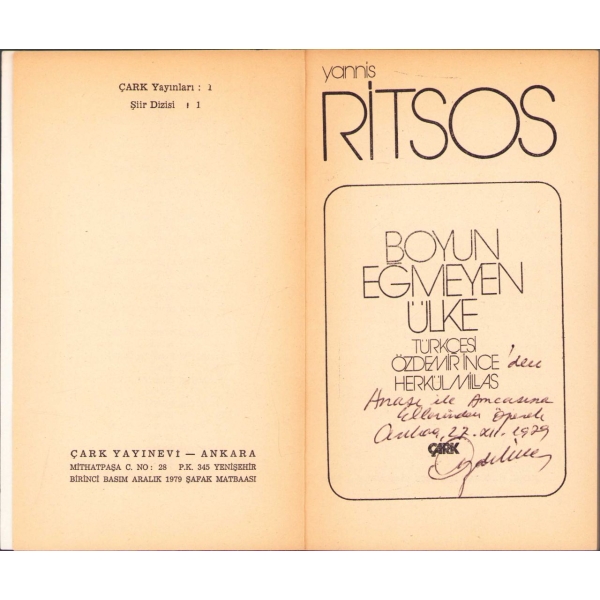 ÇARK Yayınları : 1
Şiir Dizisi : 1
ÇARK YAYINEVİ — ANKARA
MİTHATPAŞA C. NO: 28 P.K. 345 YENİŞEHİR
BİRİNCİ BASIM ARALIK 1979 ŞAFAK MATBAASI
yannis
RİTSOS
BOYUN
EĞMEYEN
ÜLKE
TÜRKÇESİ
ÖZDEMİR İNCE'den
HERKÜL MİLLAS
ile Amcasına
Ellerinden Öperek
Ankara, 27.XII.1979
ÇARK